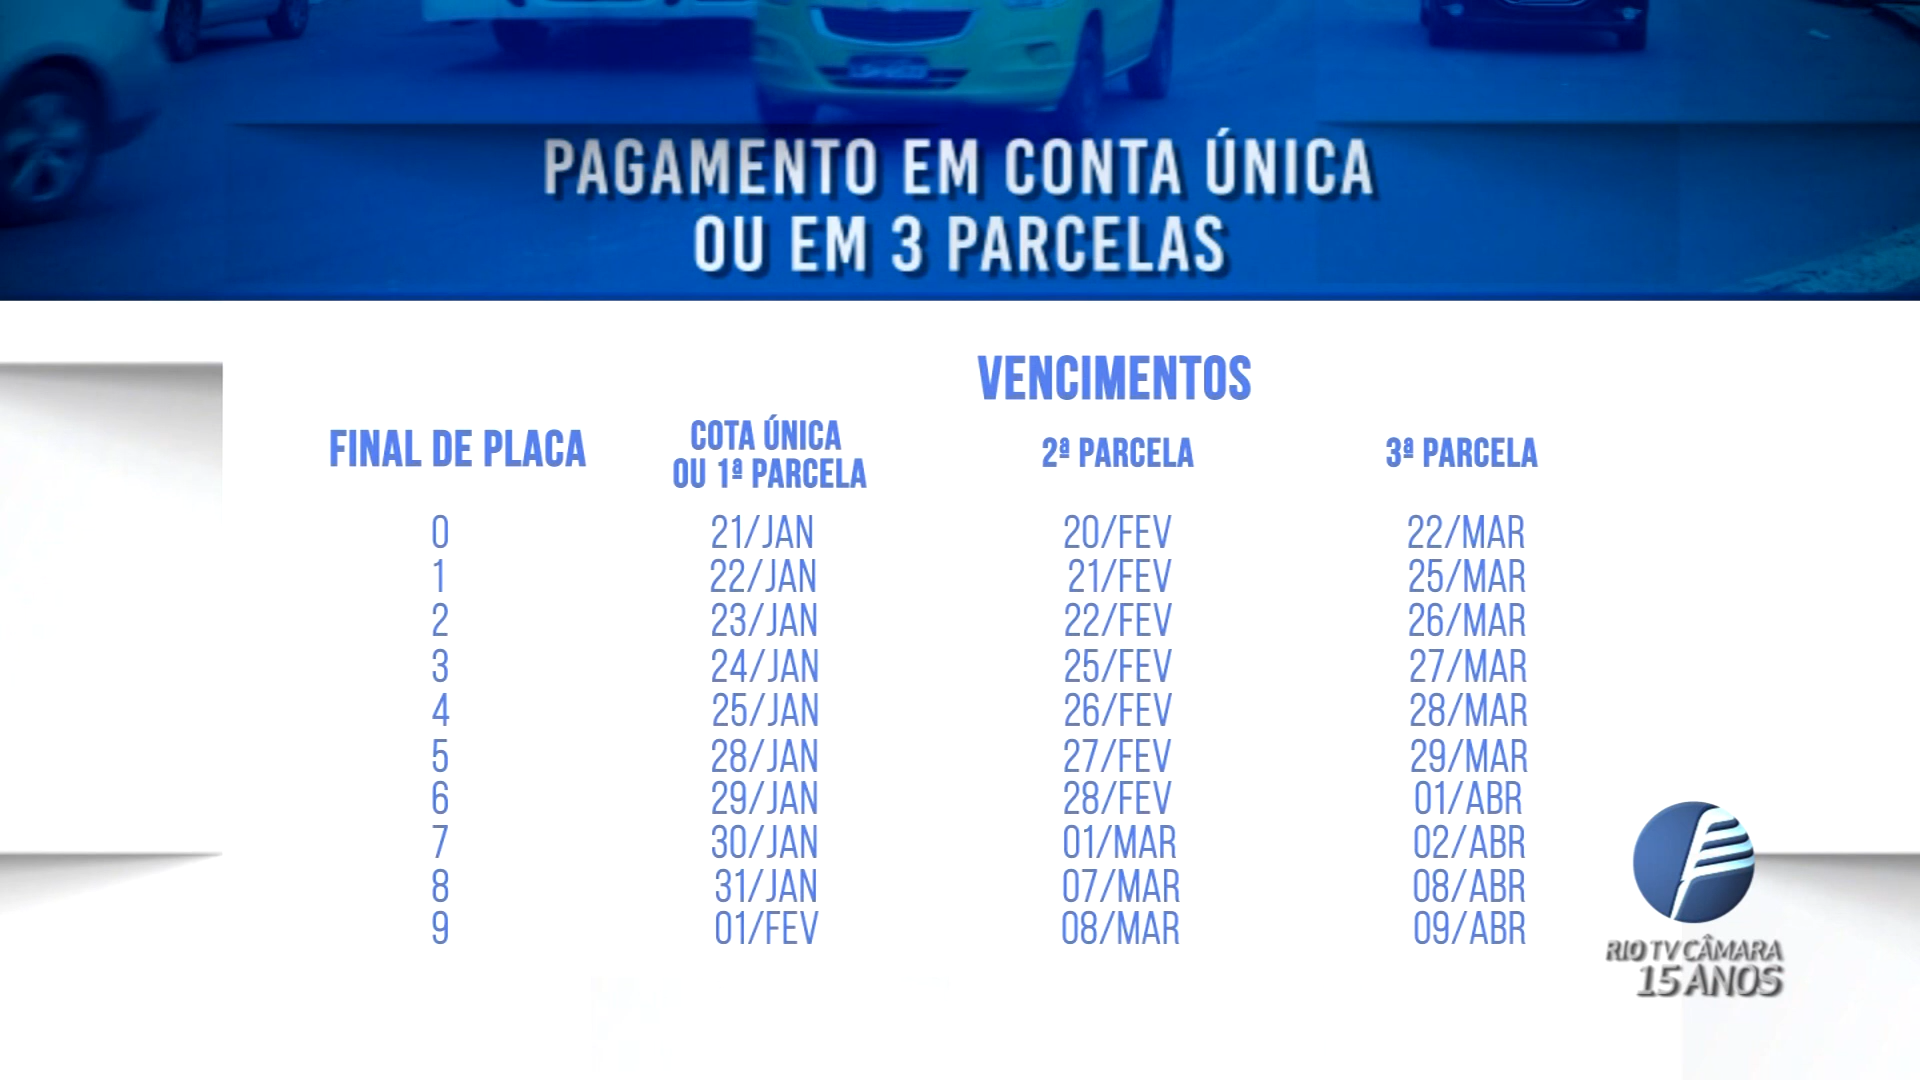 PAGAMENTO EM CONTA ÚNICA
OU EM 3 PARCELAS
VENCIMENTOS
FINAL DE PLACA COTA ÚNICA OU 1ª PARCELA 2ª PARCELA 3ª PARCELA
0 21/JAN 20/FEV 22/MAR
1 22/JAN 21/FEV 25/MAR
2 23/JAN 22/FEV 26/MAR
3 24/JAN 25/FEV 27/MAR
4 25/JAN 26/FEV 28/MAR
5 28/JAN 27/FEV 29/MAR
6 29/JAN 28/FEV 01/ABR
7 30/JAN 01/MAR 02/ABR
8 31/JAN 07/MAR 08/ABR
9 01/FEV 08/MAR 09/ABR
RIO TV CÂMARA
15 ANOS